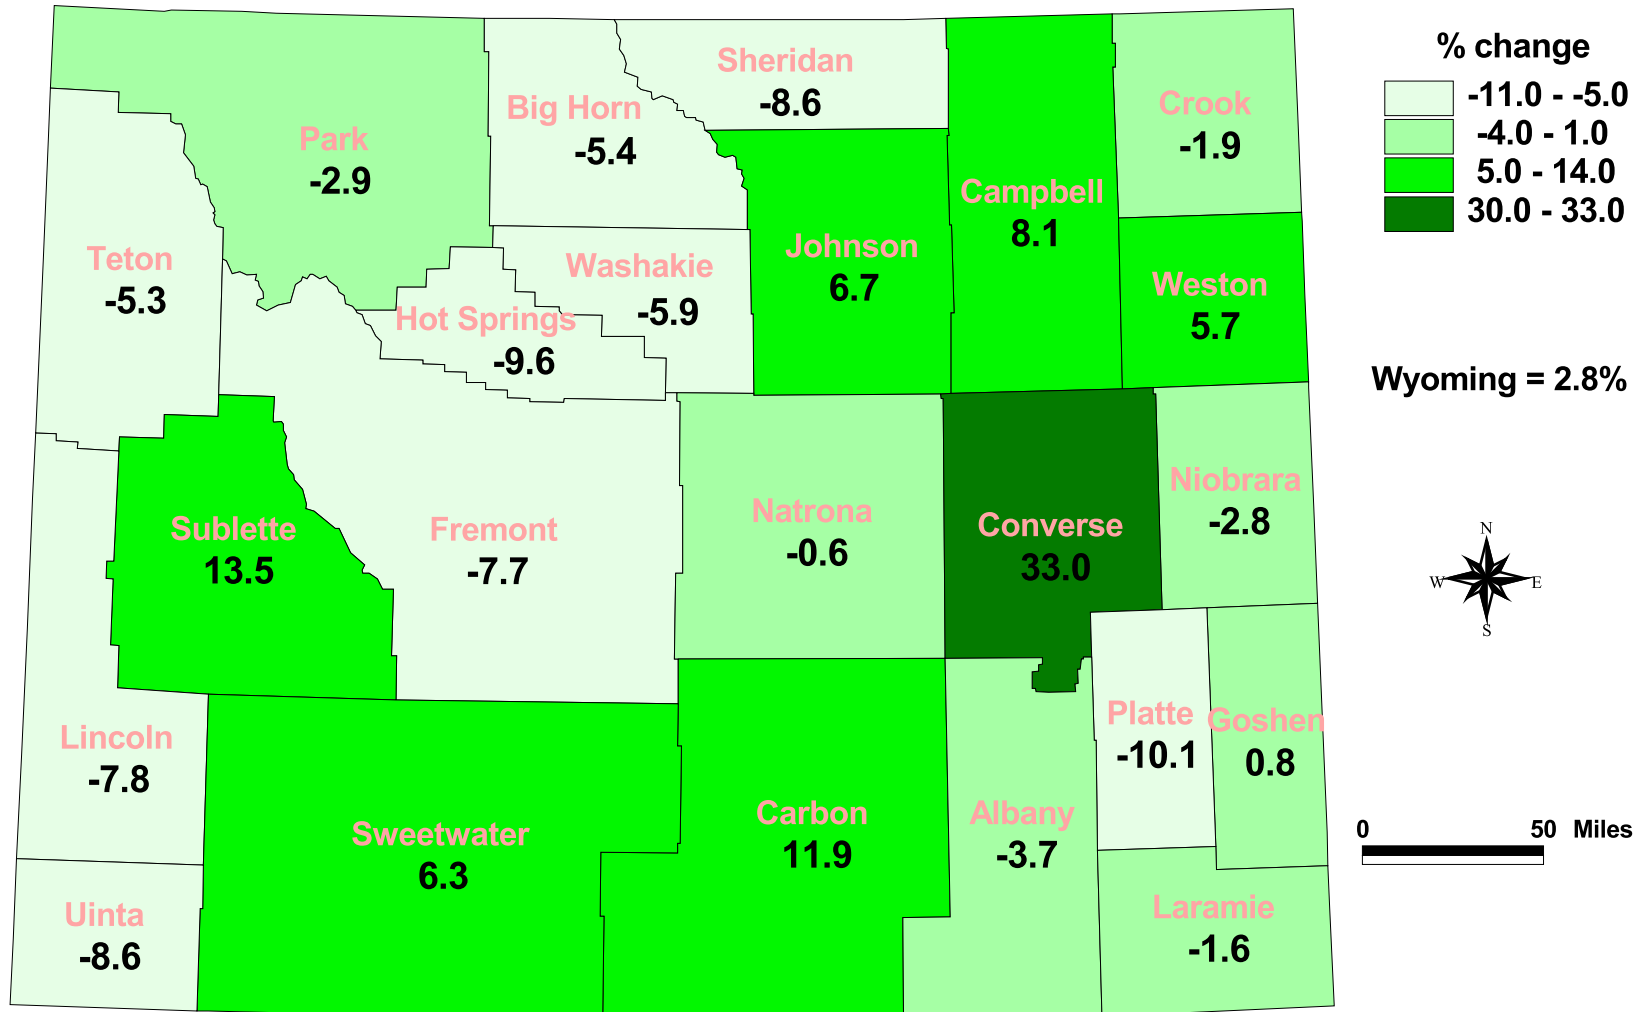 % change
-11.0 - -5.0
-4.0 - 1.0
5.0 - 14.0
30.0 - 33.0
Wyoming = 2.8%
N
W
E
S
0
50 Miles
Sheridan
-8.6
Big Horn
-5.4
Crook
-1.9
Park
-2.9
Campbell
8.1
Johnson
6.7
Teton
-5.3
Washakie
-5.9
Weston
5.7
Hot Springs
-9.6
Niobrara
-2.8
Natrona
-0.6
Converse
33.0
Sublette
13.5
Fremont
-7.7
Platte
-10.1
Goshen
0.8
Lincoln
-7.8
Carbon
11.9
Albany
-3.7
Sweetwater
6.3
Laramie
-1.6
Uinta
-8.6